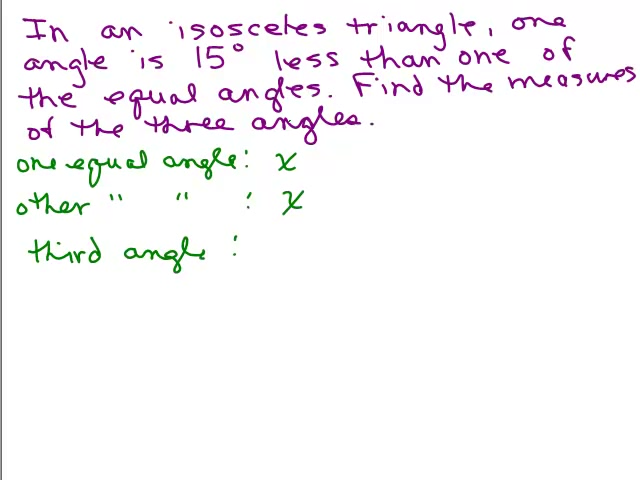 In an isosceles triangle, one
angle is 15° less than one of
the equal angles. Find the measures
of the three angles.
one equal angle: x
other " " : x
third angle :